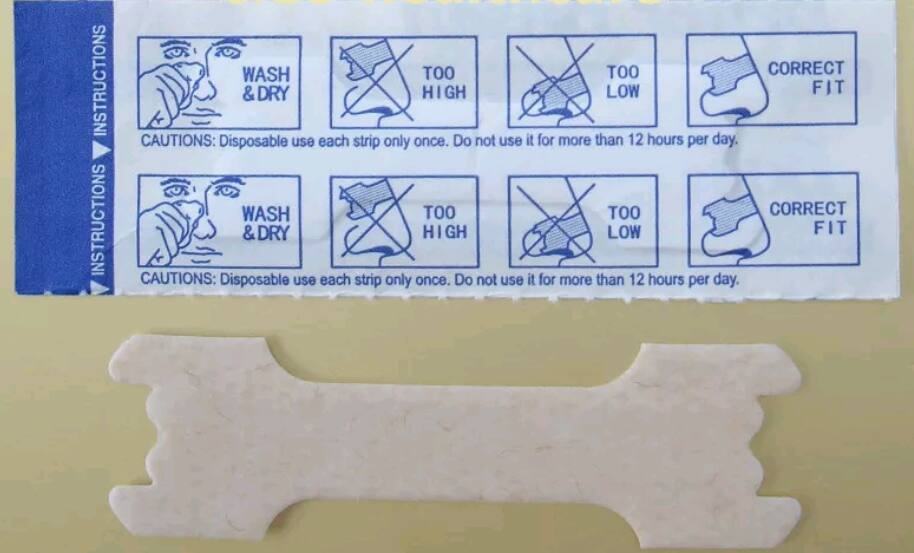 INSTRUCTIONS ▼ INSTRUCTIONS ▼
WASH
& DRY
TOO
HIGH
TOO
LOW
CORRECT
FIT
CAUTIONS: Disposable use each strip only once. Do not use it for more than 12 hours per day.
WASH
& DRY
TOO
HIGH
TOO
LOW
CORRECT
FIT
CAUTIONS: Disposable use each strip only once. Do not use it for more than 12 hours per day.